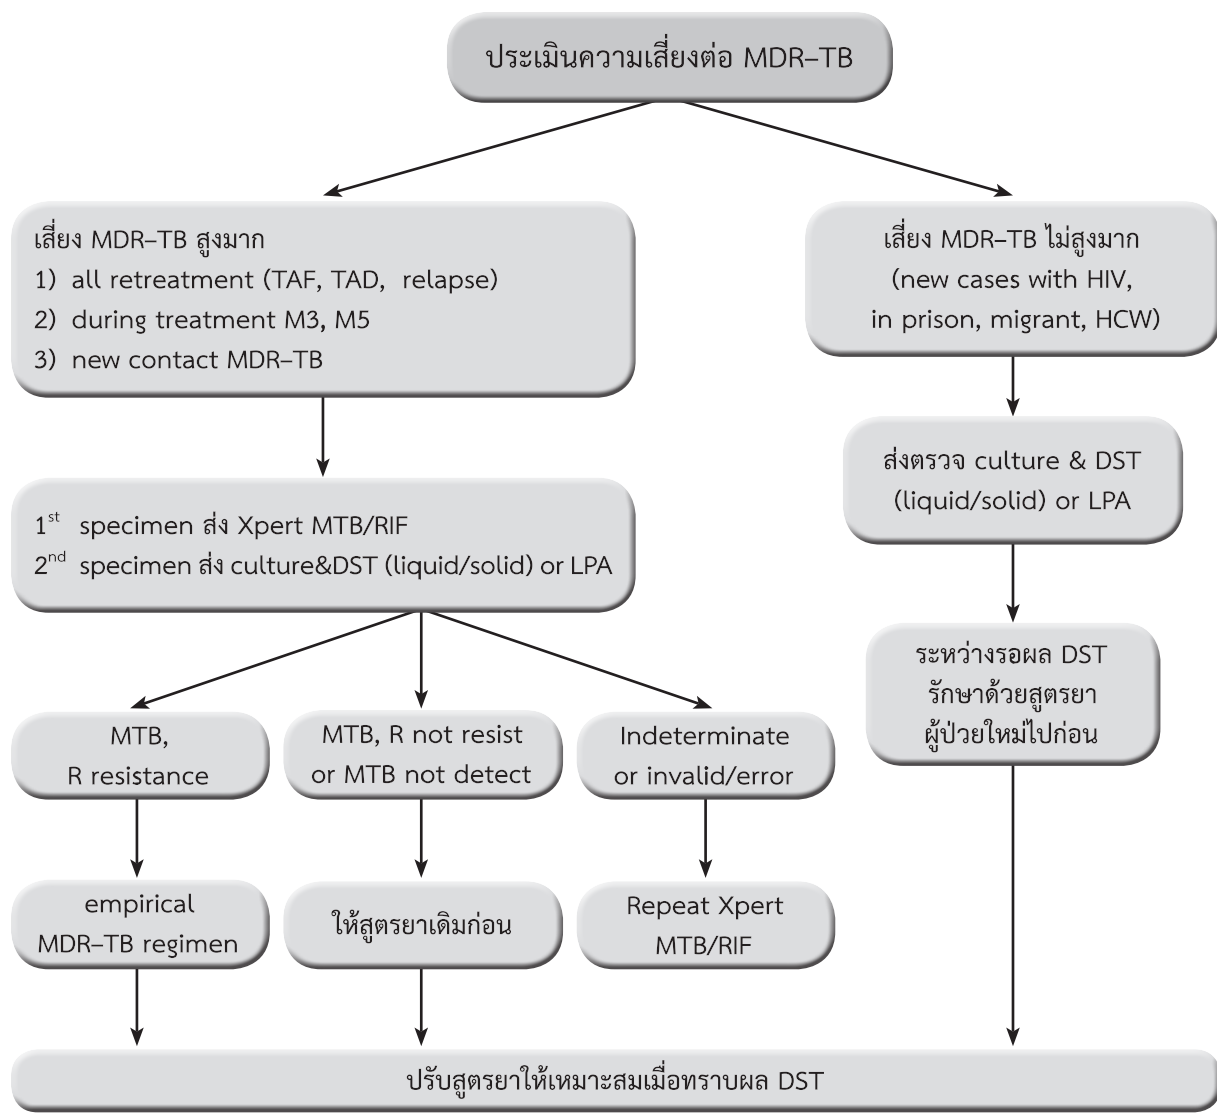 ประเมินความเสี่ยงต่อ MDR–TB
เสี่ยง MDR–TB สูงมาก
1) all retreatment (TAF, TAD, relapse)
2) during treatment M3, M5
3) new contact MDR–TB
เสี่ยง MDR–TB ไม่สูงมาก
(new cases with HIV,
in prison, migrant, HCW)
1st specimen ส่ง Xpert MTB/RIF
2nd specimen ส่ง culture&DST (liquid/solid) or LPA
ส่งตรวจ culture & DST
(liquid/solid) or LPA
ระหว่างรอผล DST
รักษาด้วยสูตรยา
ผู้ป่วยใหม่ไปก่อน
MTB,
R resistance
MTB, R not resist
or MTB not detect
Indeterminate
or invalid/error
empirical
MDR–TB regimen
ให้สูตรยาเดิมก่อน
Repeat Xpert
MTB/RIF
ปรับสูตรยาให้เหมาะสมเมื่อทราบผล DST